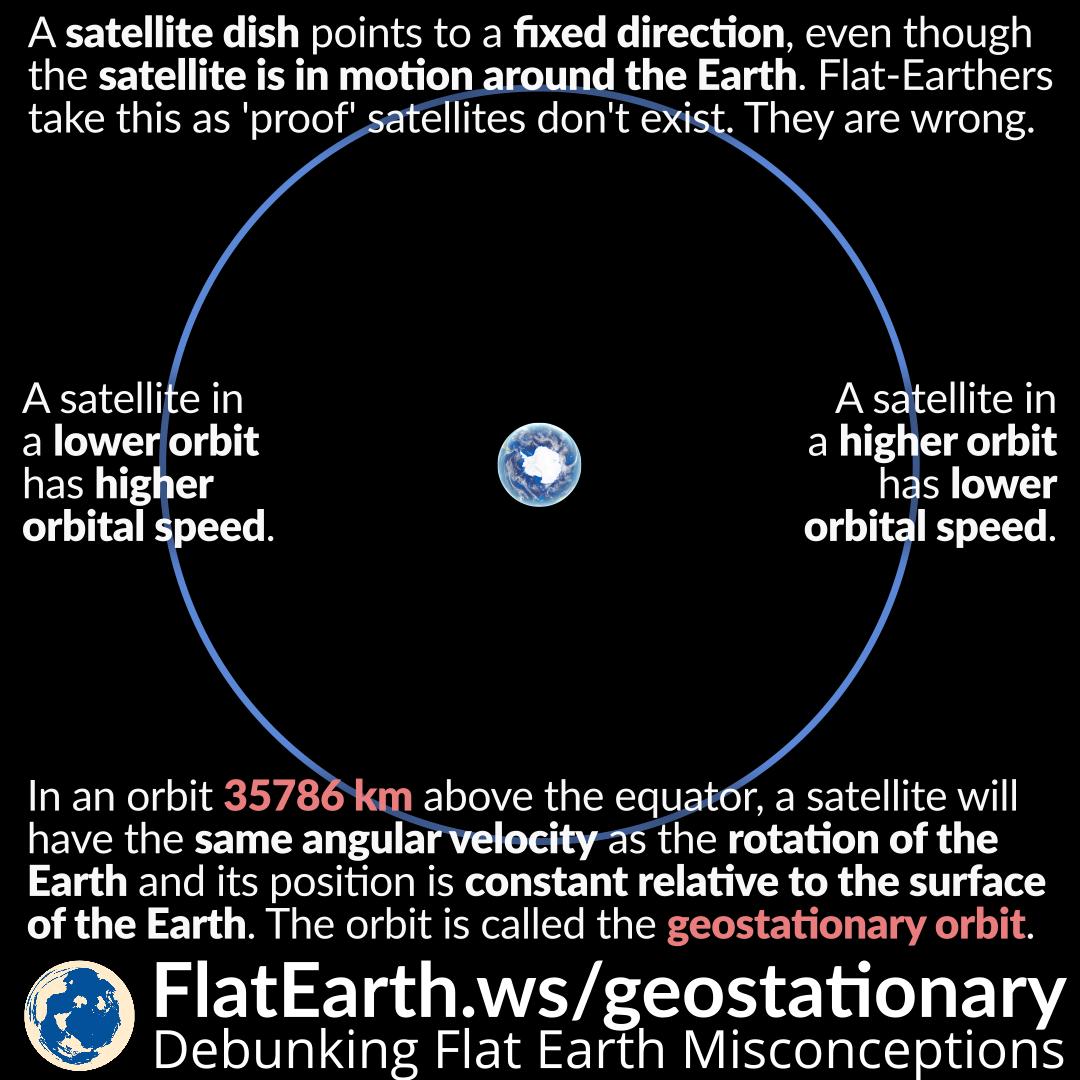 A satellite dish points to a fixed direction, even though
the satellite is in motion around the Earth. Flat-Earthers
take this as 'proof' satellites don't exist. They are wrong.
A satellite in
a lower orbit
has higher
orbital speed.
A satellite in
a higher orbit
has lower
orbital speed.
In an orbit 35786 km above the equator, a satellite will
have the same angular velocity as the rotation of the
Earth and its position is constant relative to the surface
of the Earth. The orbit is called the geostationary orbit.
FlatEarth.ws/geostationary
Debunking Flat Earth Misconceptions